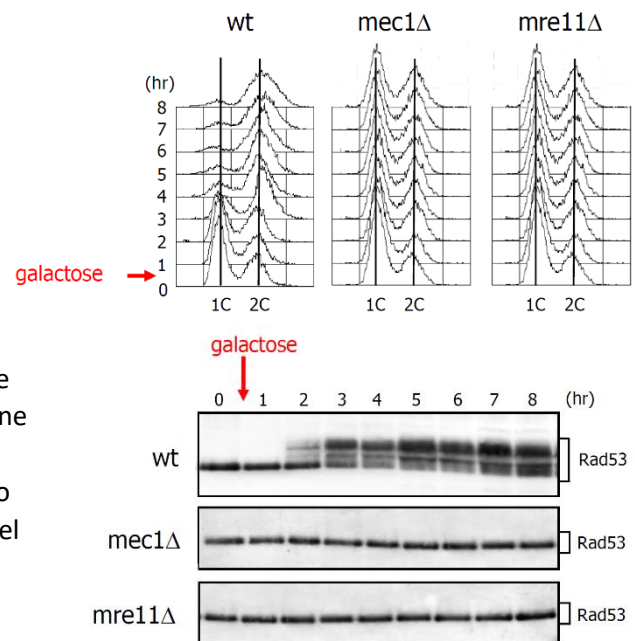 wt mec1Δ mre11Δ
(hr)
8
7
6
5
4
3
2
1
0
galactose
1C 2C 1C 2C 1C 2C
galactose
0 1 2 3 4 5 6 7 8 (hr)
wt Rad53
mec1Δ Rad53
mre11Δ Rad53